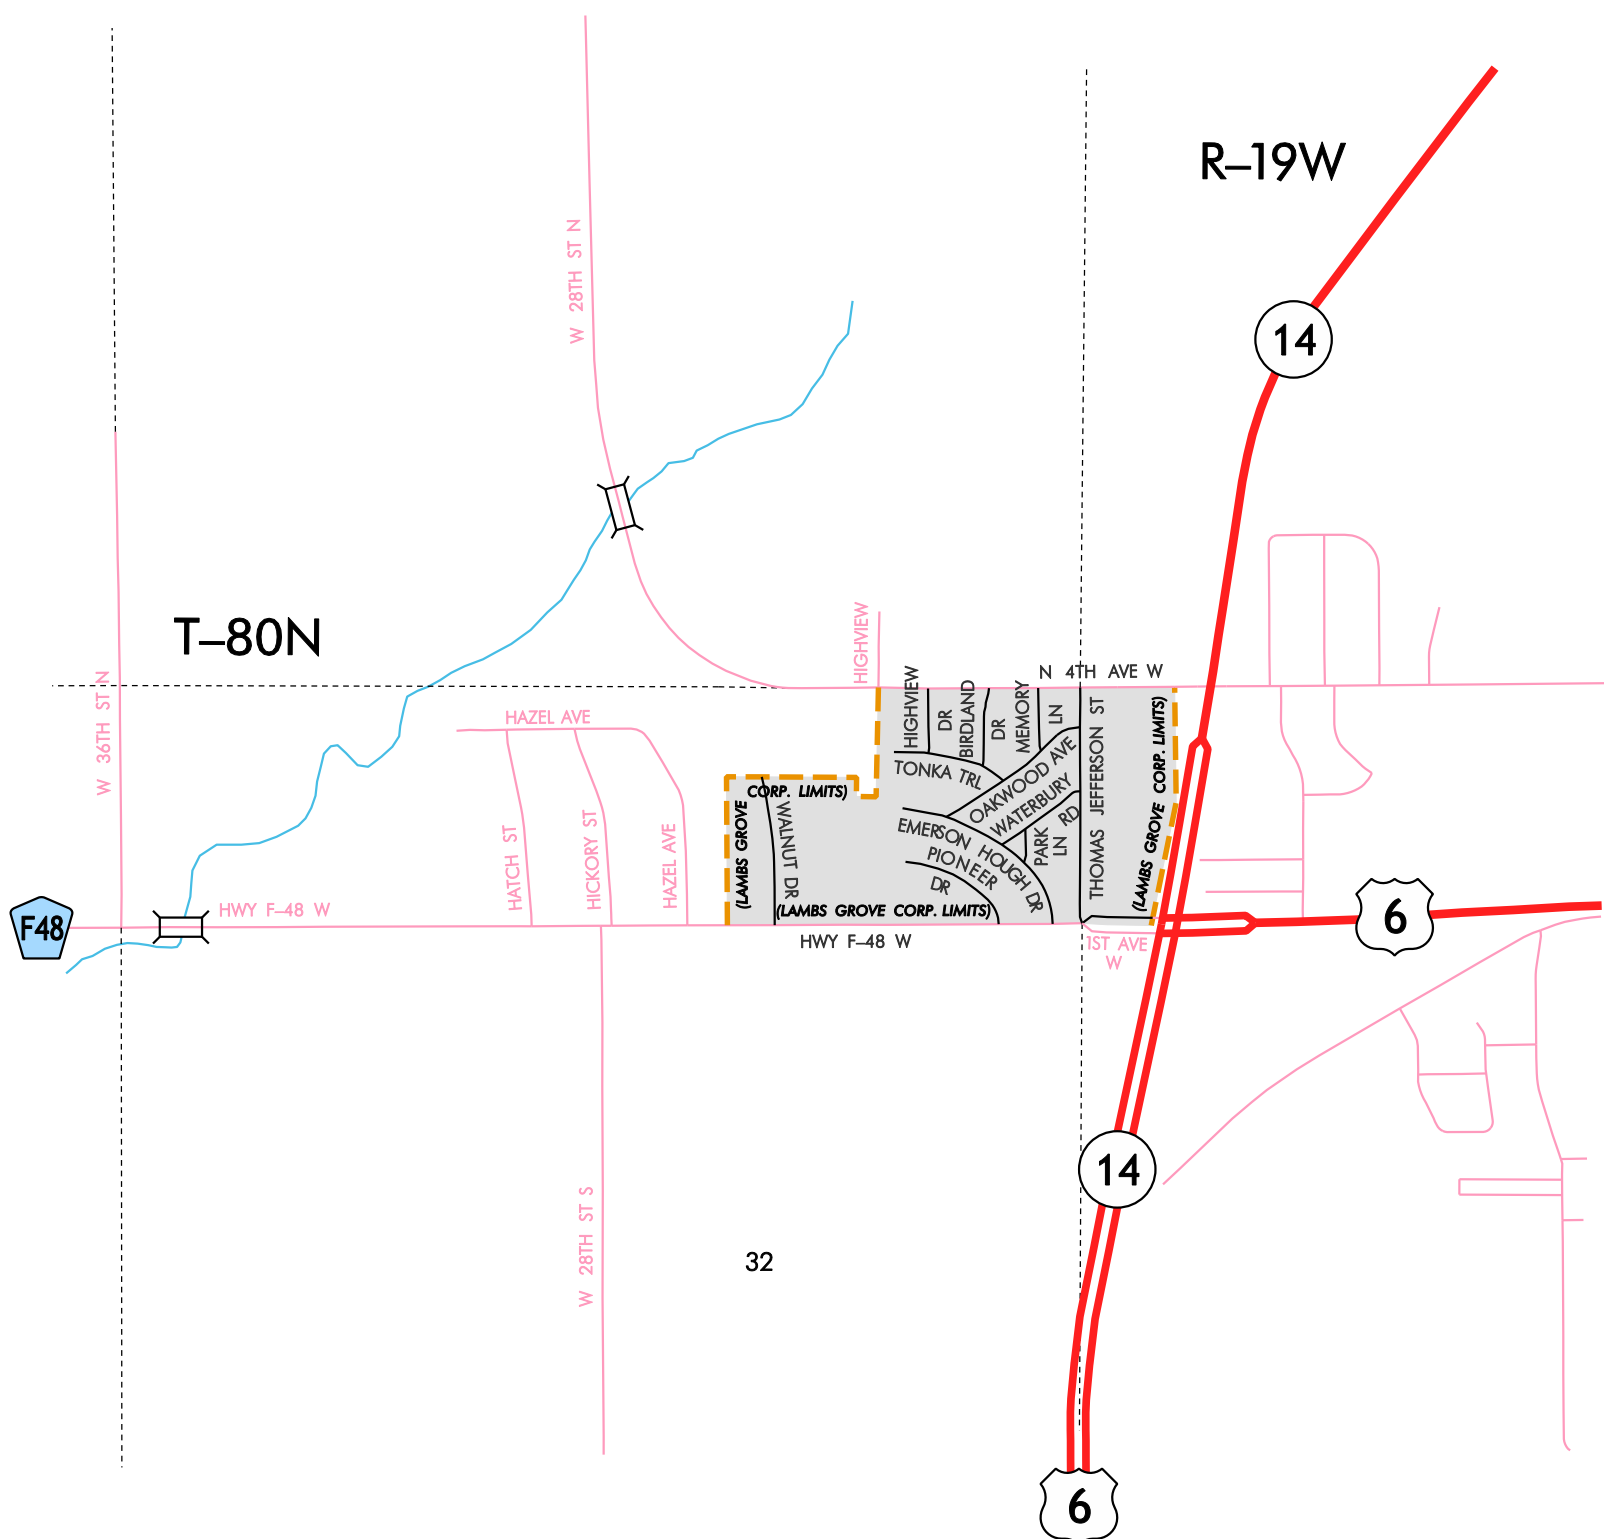 R–19W
14
W 28TH ST N
T–80N
W 36TH ST N
HIGHVIEW
N 4TH AVE W
HIGHVIEW
DR
BIRDLAND
DR
MEMORY
LN
THOMAS JEFFERSON ST
(LAMBS GROVE CORP. LIMITS)
HAZEL AVE
TONKA TRL
OAKWOOD AVE
WATERBURY
RD
(LAMBS GROVE
CORP. LIMITS)
WALNUT DR
HATCH ST
HICKORY ST
HAZEL AVE
EMERSON HOUGH DR
PARK
LN
PIONEER
DR
(LAMBS GROVE CORP. LIMITS)
F48
HWY F–48 W
HWY F–48 W
1ST AVE
W
6
14
W 28TH ST S
32
6